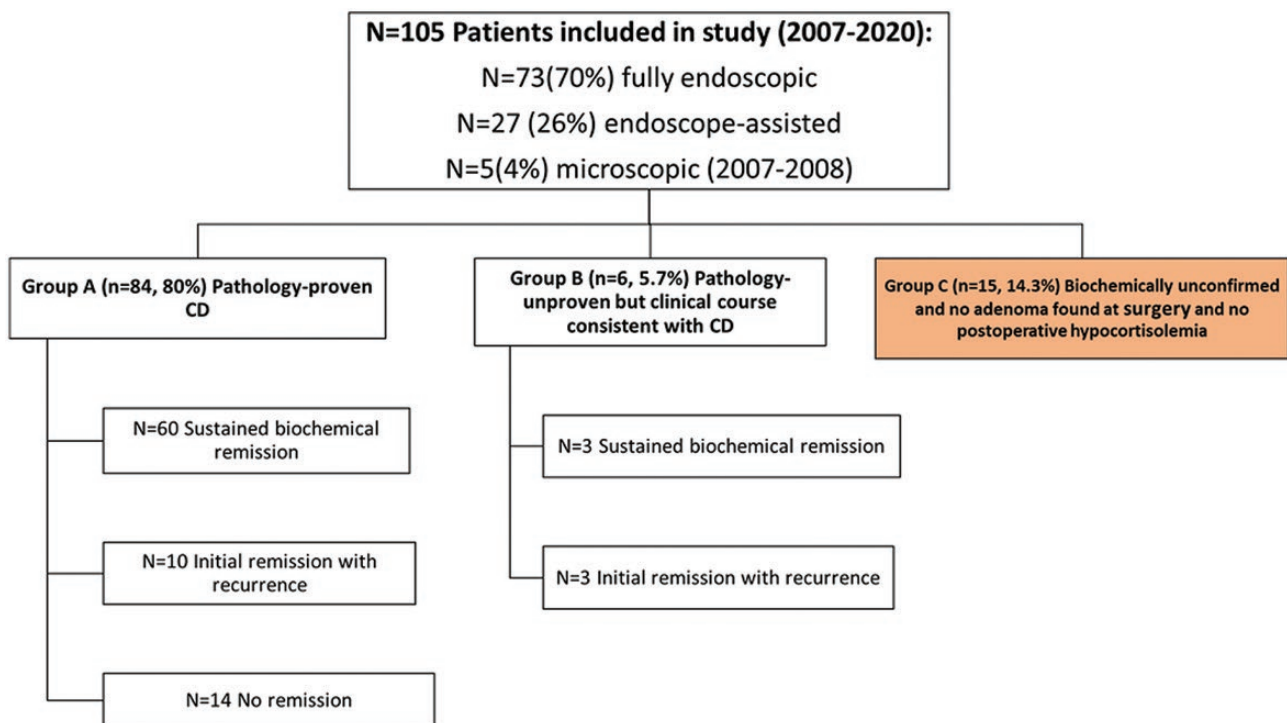 N=105 Patients included in study (2007-2020):
N=73(70%) fully endoscopic
N=27 (26%) endoscope-assisted
N=5(4%) microscopic (2007-2008)
Group A (n=84, 80%) Pathology-proven
CD
Group B (n=6, 5.7%) Pathology-
unproven but clinical course
consistent with CD
Group C (n=15, 14.3%) Biochemically unconfirmed
and no adenoma found at surgery and no
postoperative hypocortisolemia
N=60 Sustained biochemical
remission
N=10 Initial remission with
recurrence
N=14 No remission
N=3 Sustained biochemical remission
N=3 Initial remission with recurrence